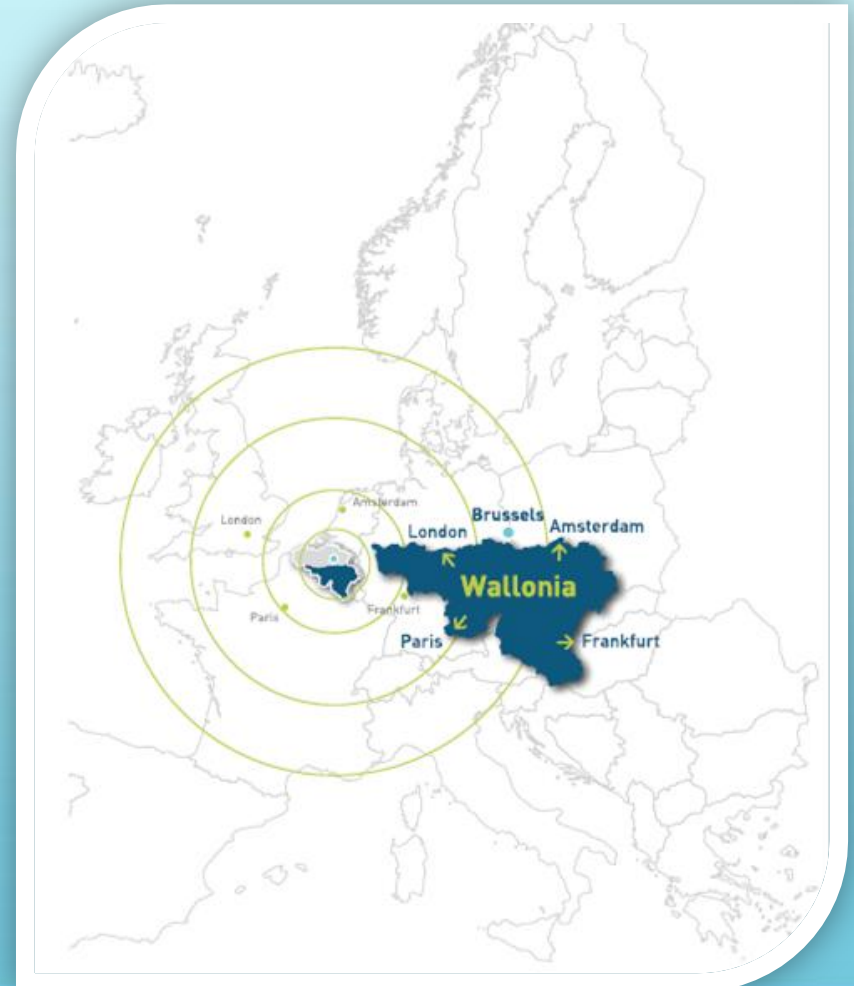 Amsterdam
London
Paris
Frankfurt
Brussels
London
Amsterdam
Wallonia
Paris
Frankfurt